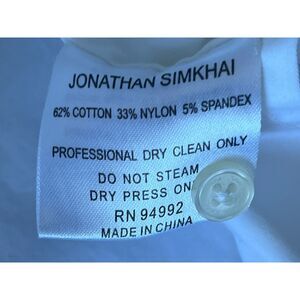 JONATHAN SIMKHAI
62% COTTON 33% NYLON 5% SPANDEX
PROFESSIONAL DRY CLEAN ONLY
DO NOT STEAM
DRY PRESS ON
RN 94992
MADE IN CHINA